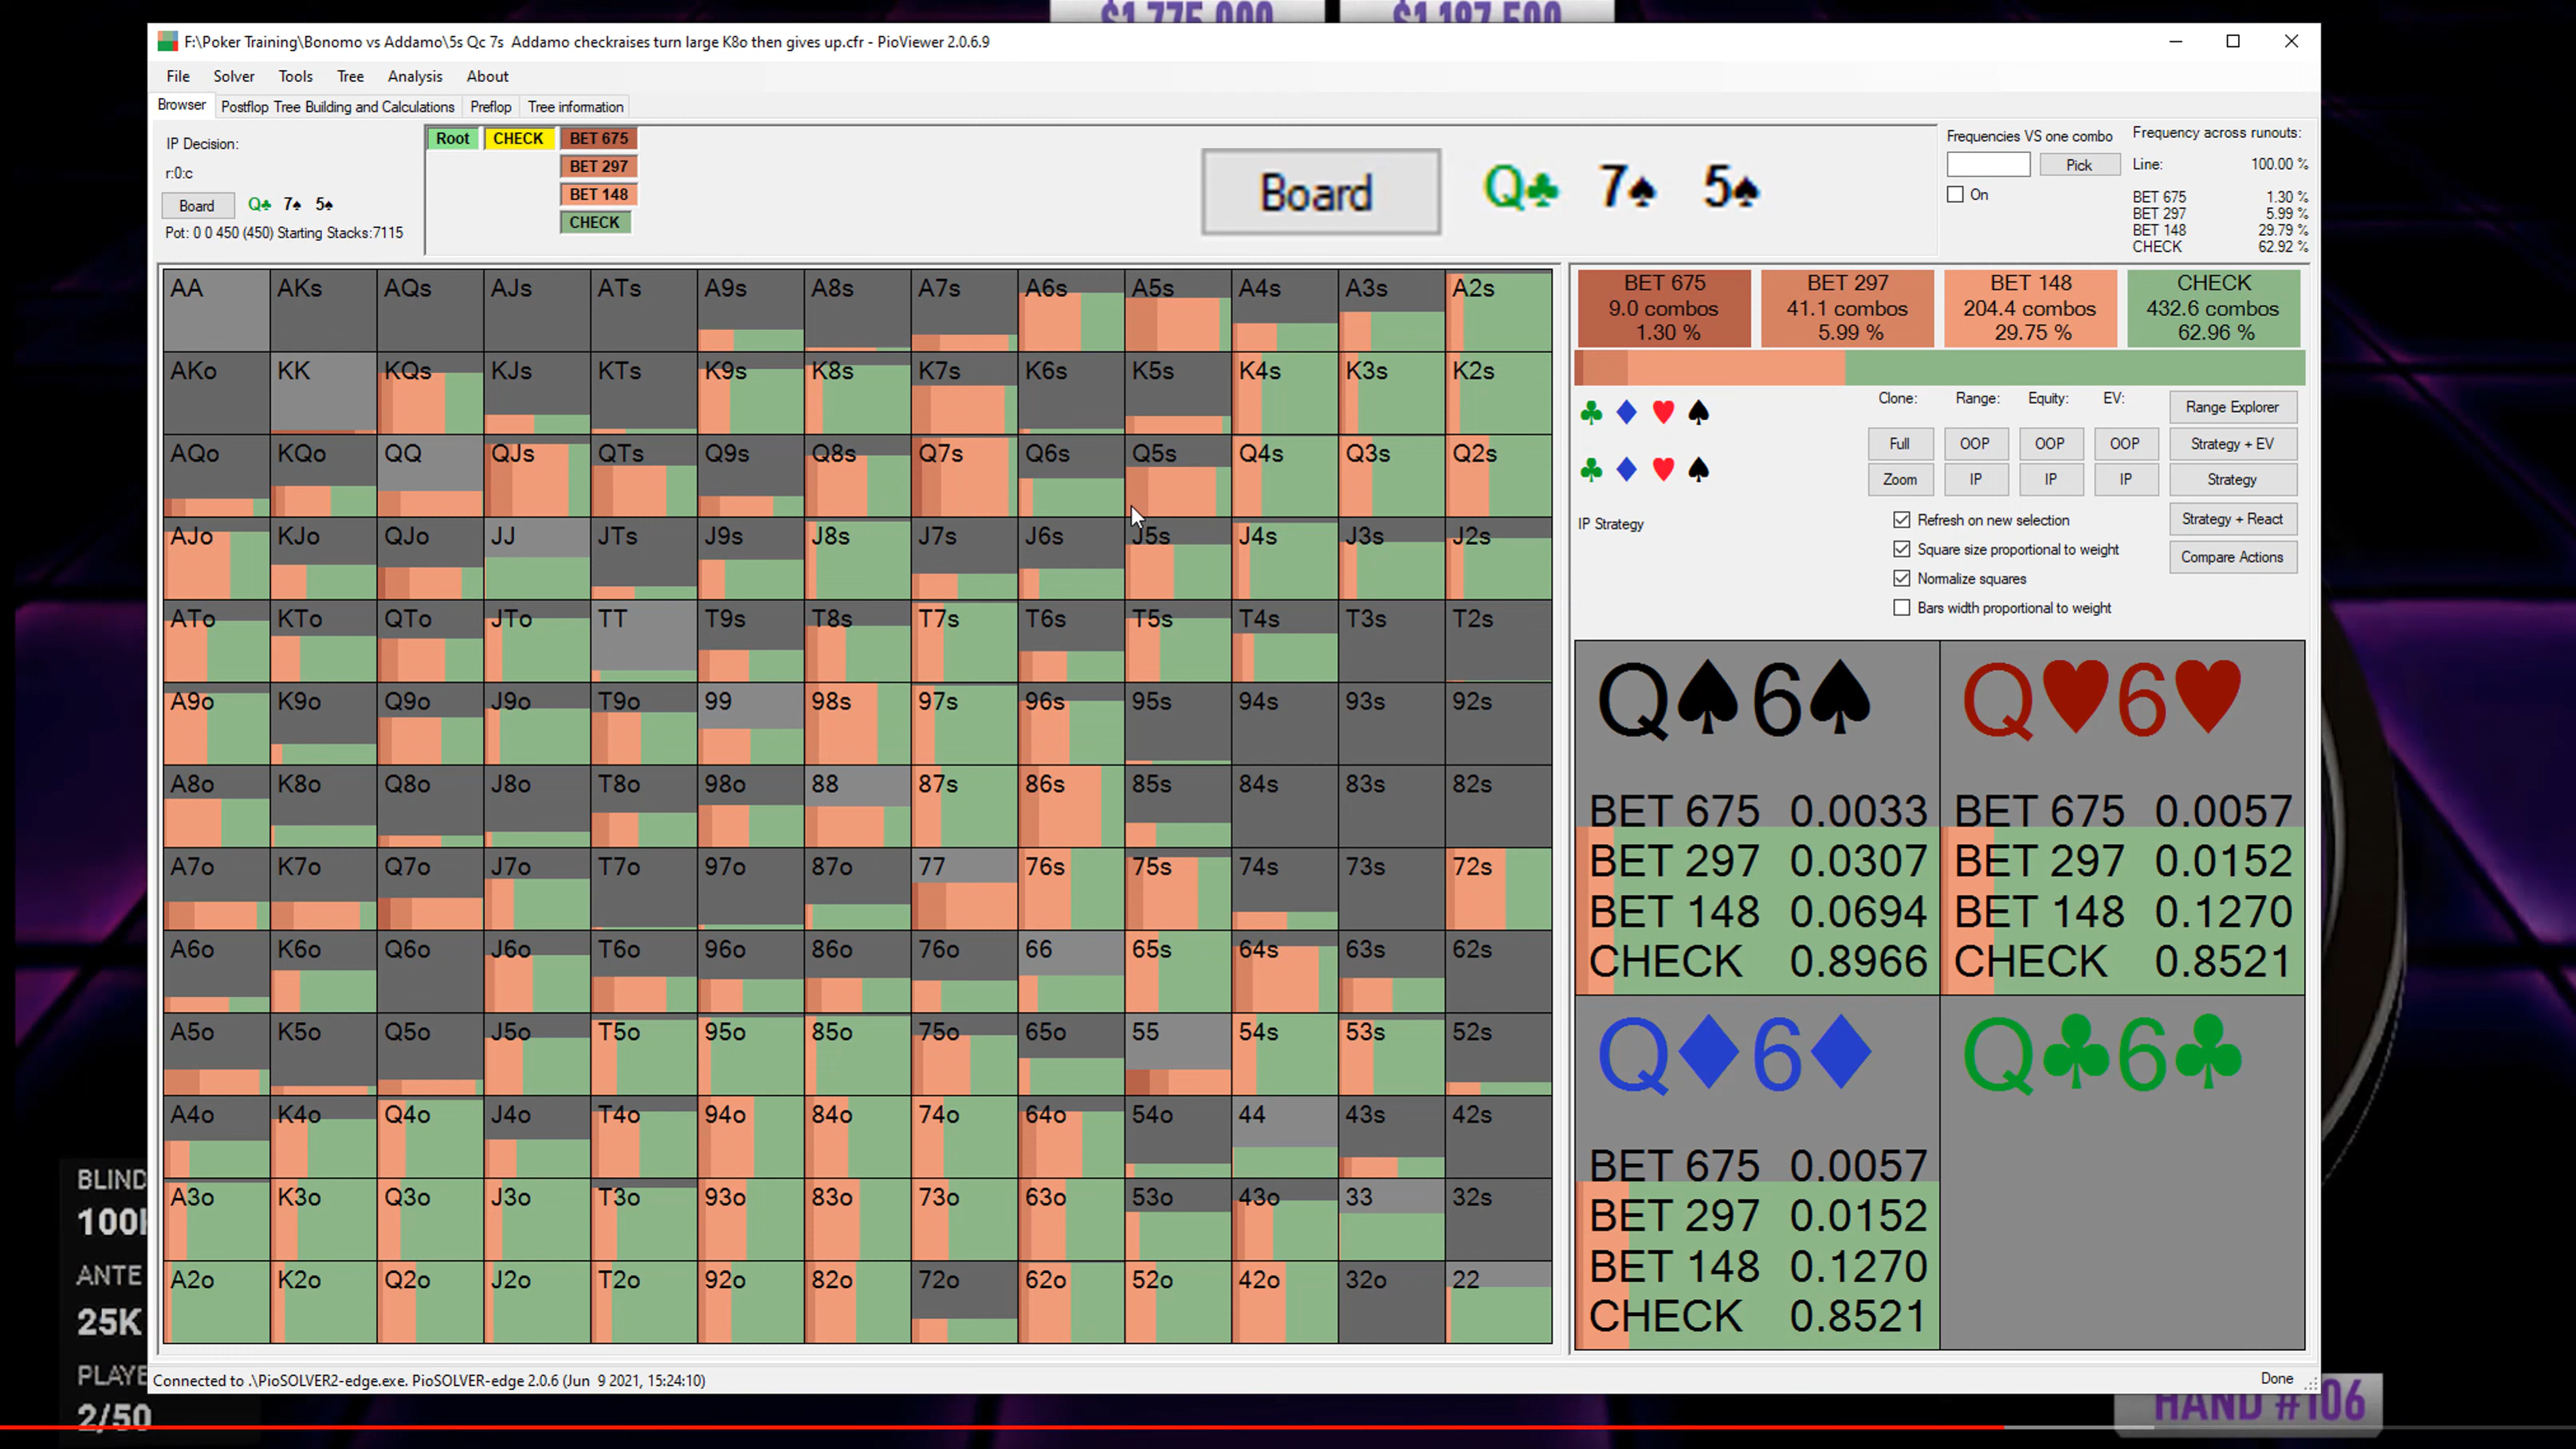 $1,775,000 $1,187,500
F:\Poker Training\Bonomo vs Addamo\5s Qc 7s  Addamo checkraises turn large K8o then gives up.cfr - PioViewer 2.0.6.9
File Solver Tools Tree Analysis About
Browser Postflop Tree Building and Calculations Preflop Tree information
IP Decision:
r:0:c
Board Q♣ 7♠ 5♠
Pot: 0 0 450 (450) Starting Stacks:7115
Root CHECK BET 675
BET 297
BET 148
CHECK
Board Q♣ 7♠ 5♠
Frequencies VS one combo
Pick
On
Frequency across runouts:
Line: 100.00 %
BET 675 1.30 %
BET 297 5.99 %
BET 148 29.79 %
CHECK 62.92 %
AA AKs AQs AJs ATs A9s A8s A7s A6s A5s A4s A3s A2s
AKo KK KQs KJs KTs K9s K8s K7s K6s K5s K4s K3s K2s
AQo KQo QQ QJs QTs Q9s Q8s Q7s Q6s Q5s Q4s Q3s Q2s
AJo KJo QJo JJ JTs J9s J8s J7s J6s J5s J4s J3s J2s
ATo KTo QTo JTo TT T9s T8s T7s T6s T5s T4s T3s T2s
A9o K9o Q9o J9o T9o 99 98s 97s 96s 95s 94s 93s 92s
A8o K8o Q8o J8o T8o 98o 88 87s 86s 85s 84s 83s 82s
A7o K7o Q7o J7o T7o 97o 87o 77 76s 75s 74s 73s 72s
A6o K6o Q6o J6o T6o 96o 86o 76o 66 65s 64s 63s 62s
A5o K5o Q5o J5o T5o 95o 85o 75o 65o 55 54s 53s 52s
A4o K4o Q4o J4o T4o 94o 84o 74o 64o 54o 44 43s 42s
A3o K3o Q3o J3o T3o 93o 83o 73o 63o 53o 43o 33 32s
A2o K2o Q2o J2o T2o 92o 82o 72o 62o 52o 42o 32o 22
BET 675 BET 297 BET 148 CHECK
9.0 combos 41.1 combos 204.4 combos 432.6 combos
1.30 % 5.99 % 29.75 % 62.96 %
♣ ♦ ♥ ♠
♣ ♦ ♥ ♠
Clone: Range: Equity: EV:
Full OOP OOP OOP
Zoom IP IP IP
Range Explorer
Strategy + EV
Strategy
Strategy + React
Compare Actions
IP Strategy
Refresh on new selection
Square size proportional to weight
Normalize squares
Bars width proportional to weight
Q♠6♠
BET 675 0.0033
BET 297 0.0307
BET 148 0.0694
CHECK 0.8966
Q♥6♥
BET 675 0.0057
BET 297 0.0152
BET 148 0.1270
CHECK 0.8521
Q♦6♦
BET 675 0.0057
BET 297 0.0152
BET 148 0.1270
CHECK 0.8521
Q♣6♣
Connected to .\PioSOLVER2-edge.exe. PioSOLVER-edge 2.0.6 (Jun  9 2021, 15:24:10)
Done
BLIND
100
ANTE
25K
PLAYE
2/50
HAND #106